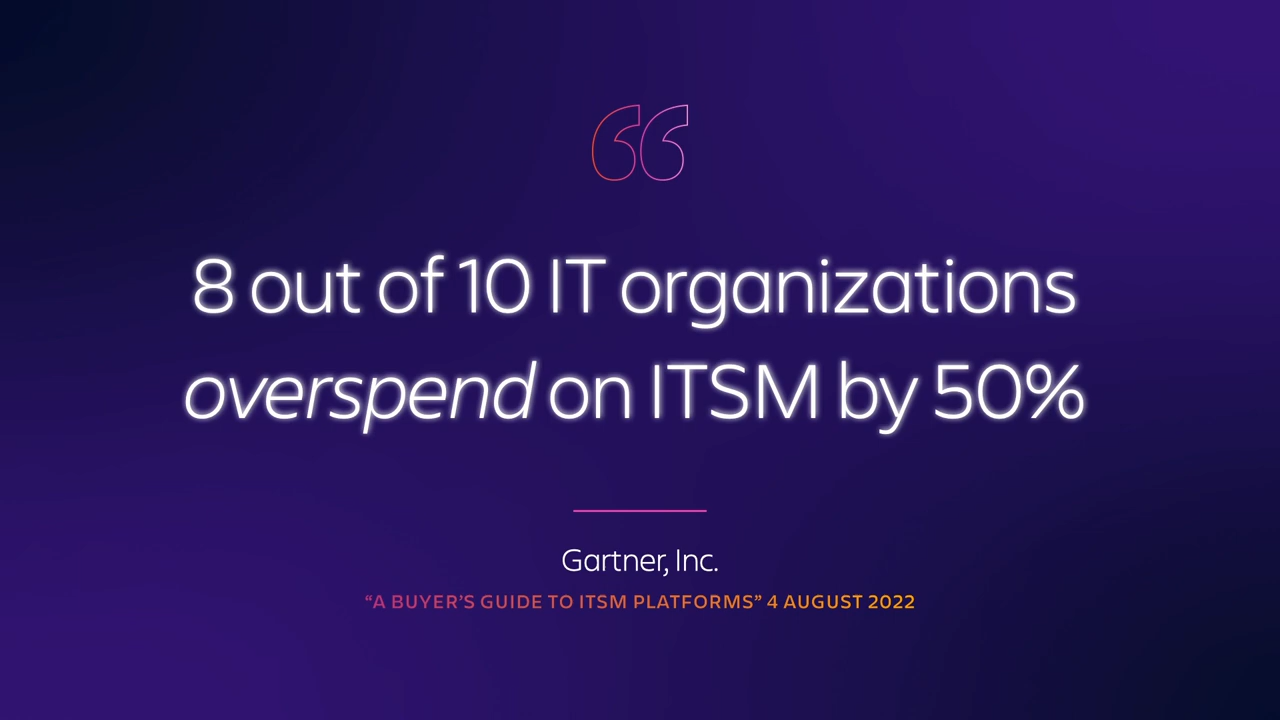 “
8 out of 10 IT organizations
overspend on ITSM by 50%
Gartner, Inc.
“A BUYER’S GUIDE TO ITSM PLATFORMS” 4 AUGUST 2022